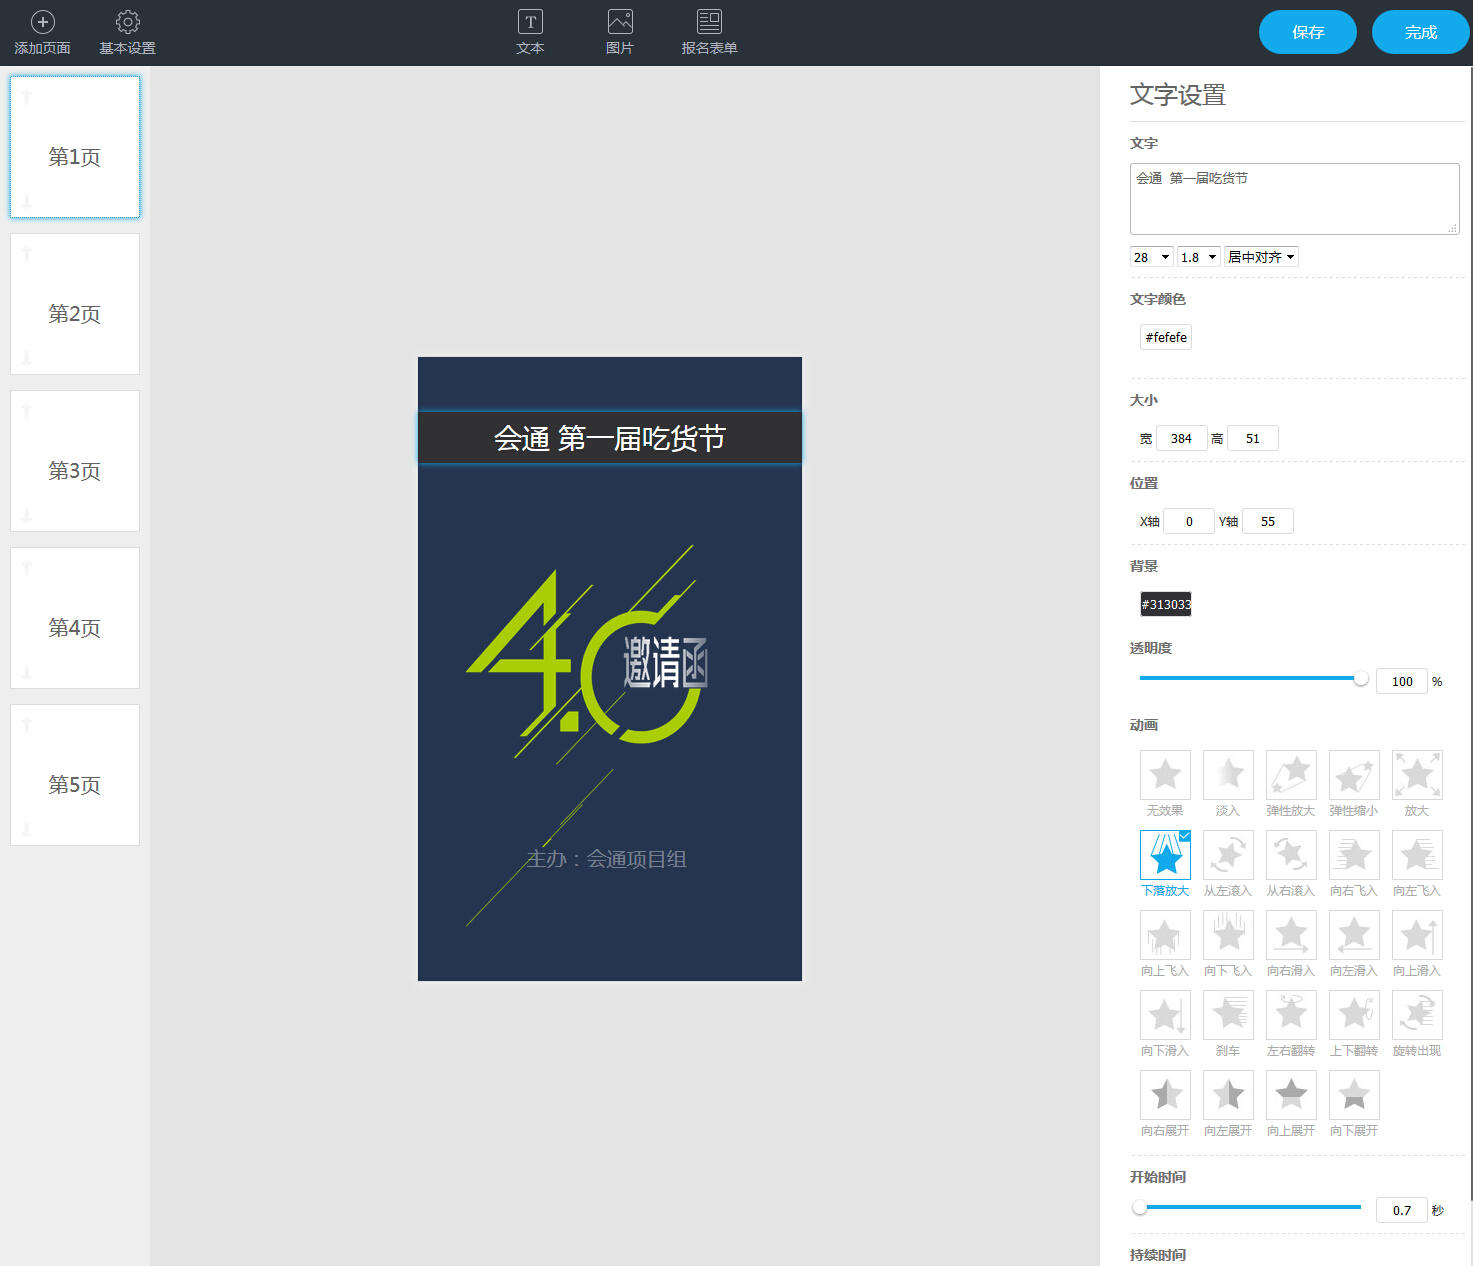 添加页面
基本设置
文本
图片
报名表单
保存
完成
第1页
第2页
第3页
第4页
第5页
会通 第一届吃货节
4.0
邀请函
主办：会通项目组
文字设置
文字
会通 第一届吃货节
28 1.8 居中对齐
文字颜色
#fefefe
大小
宽 384 高 51
位置
X轴 0 Y轴 55
背景
#313033
透明度
100 %
动画
无效果 淡入 弹性放大 弹性缩小 放大
下落放大 从左滚入 从右滚入 向右飞入 向左飞入
向上飞入 向下飞入 向右滑入 向左滑入 向上滑入
向下滑入 刹车 左右翻转 上下翻转 旋转出现
向右展开 向左展开 向上展开 向下展开
开始时间
0.7 秒
持续时间